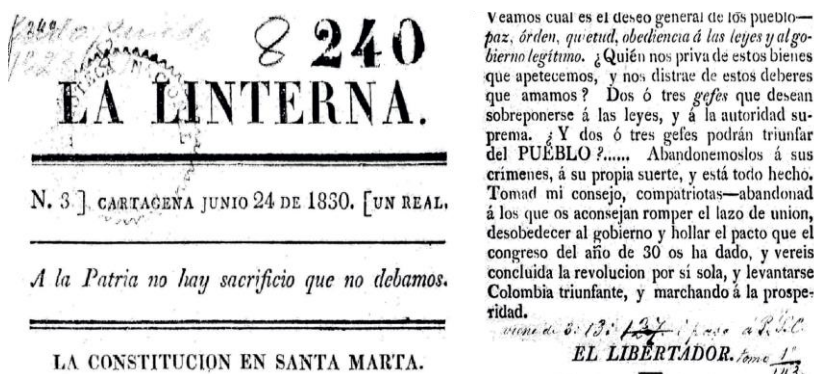 8 240
LA LINTERNA.
N. 3 ] CARTAGENA JUNIO 24 DE 1830. [UN REAL.
A la Patria no hay sacrificio que no debamos.
LA CONSTITUCION EN SANTA MARTA.
Veamos cual es el deseo general de los pueblo—
paz, órden, quietud, obediencia á las leyes y al go-
bierno legítimo. ¿Quién nos priva de estos bienes
que apetecemos, y nos distrae de estos deberes
que amamos? Dos ó tres gefes que desean
sobreponerse á las leyes, y á la autoridad su-
prema. ¿Y dos ó tres gefes podrán triunfar
del PUEBLO?...... Abandonemoslos á sus
crímenes, á su propia suerte, y está todo hecho.
Tomad mi consejo, compatriotas—abandonad
á los que os aconsejan romper el lazo de union,
desobedecer al gobierno y hollar el pacto que el
congreso del año de 30 os ha dado, y vereis
concluida la revolucion por sí sola, y levantarse
Colombia triunfante, y marchando á la prospe-
ridad.
viene de 3: 13: 127.
EL LIBERTADOR. tomo 1º